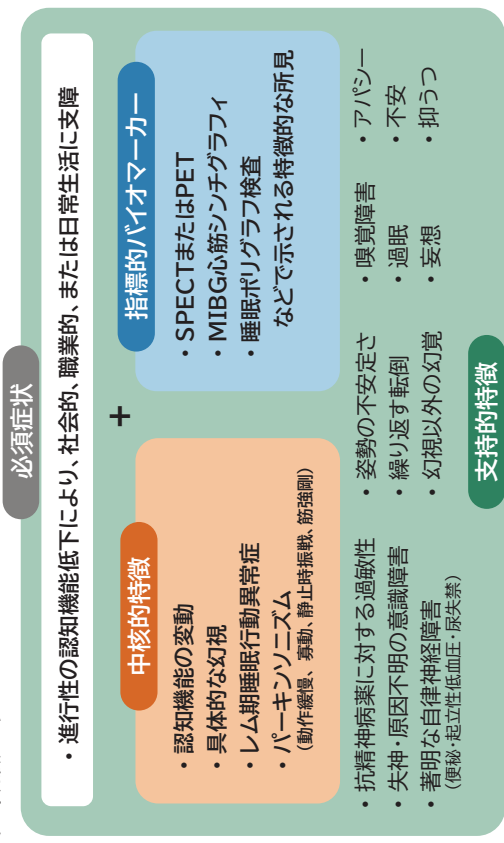 必須症状
・進行性の認知機能低下により、社会的、職業的、または日常生活に支障
+
中核的特徴
・認知機能の変動
・具体的な幻視
・レム期睡眠行動異常症
・パーキンソニズム
（動作緩慢、寡動、静止時振戦、筋強剛）
指標的バイオマーカー
・SPECTまたはPET
・MIBG心筋シンチグラフィ
・睡眠ポリグラフ検査
などで示される特徴的な所見
・抗精神病薬に対する過敏性
・失神・原因不明の意識障害
・著明な自律神経障害
（便秘・起立性低血圧・尿失禁）
・姿勢の不安定さ
・繰り返す転倒
・幻視以外の幻覚
・嗅覚障害
・過眠
・妄想
・アパシー
・不安
・抑うつ
支持的特徴